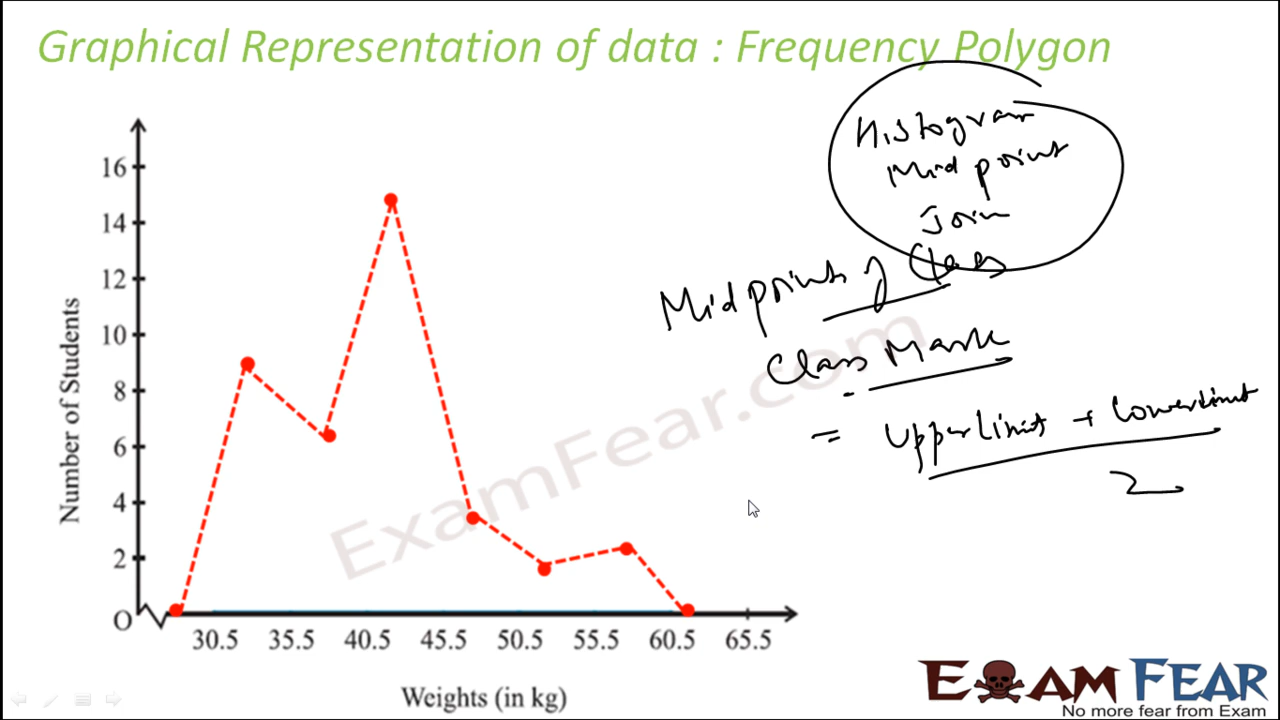 Graphical Representation of data : Frequency Polygon
Histogram
Mid point
Join
Midpoints of Class
Class Mark
= Upper Limit + Lower Limit
2
16
14
12
10
8
6
4
2
O
Number of Students
30.5 35.5 40.5 45.5 50.5 55.5 60.5 65.5
Weights (in kg)
ExamFear.com
EXAM FEAR
No more fear from Exam